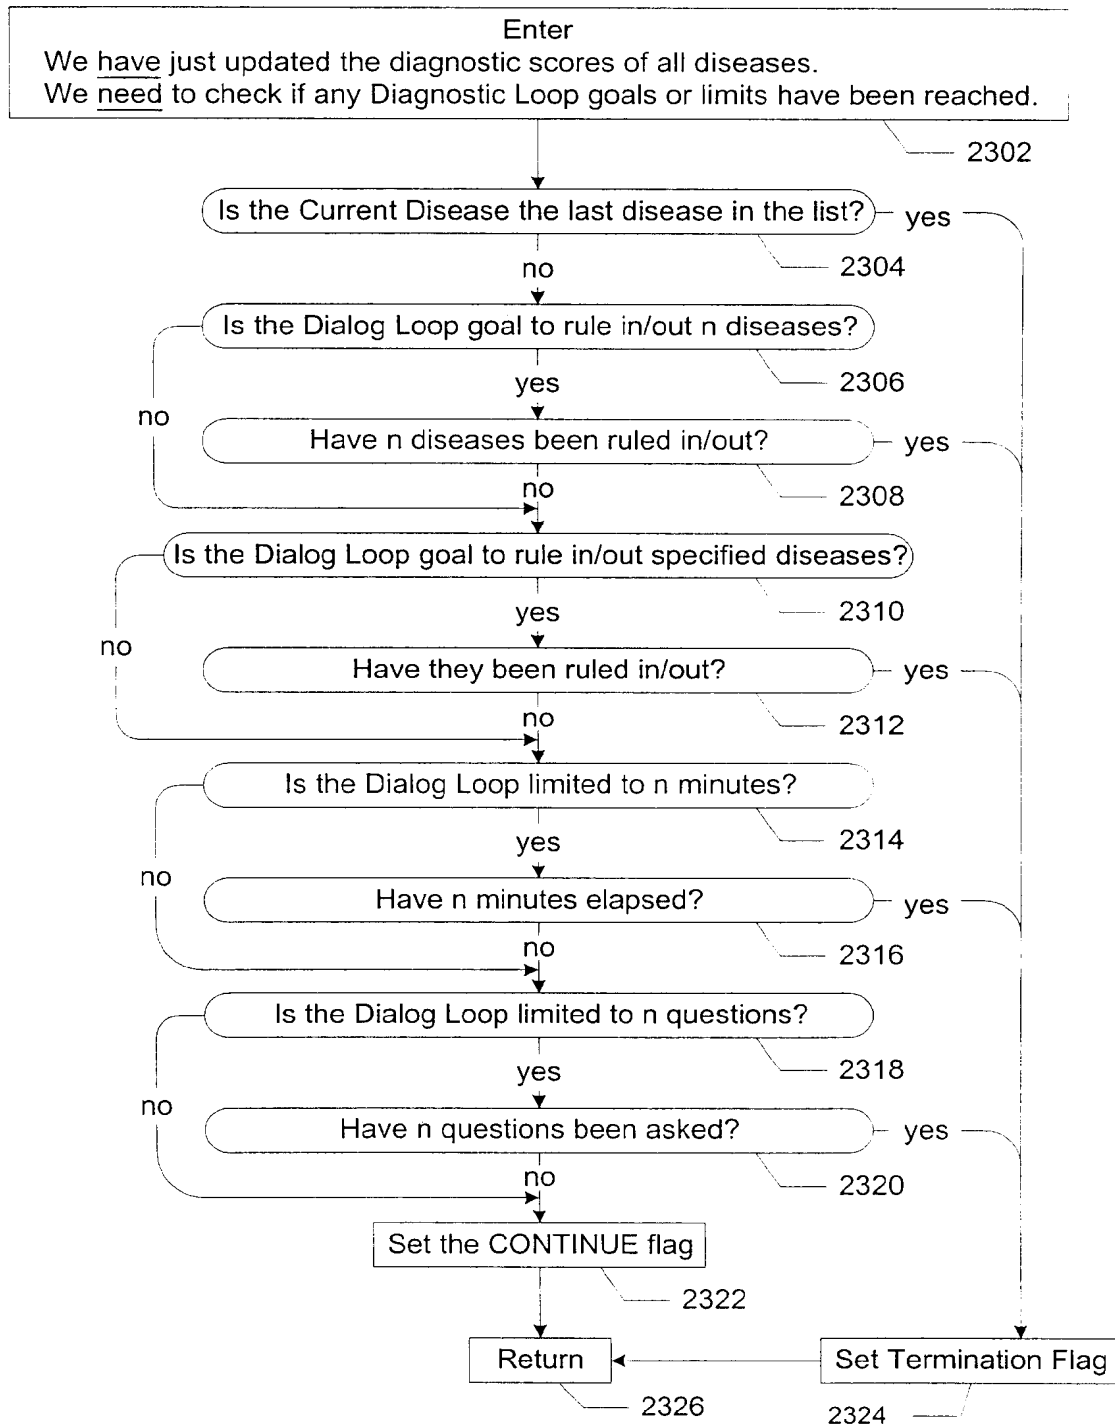 Enter
We have just updated the diagnostic scores of all diseases.
We need to check if any Diagnostic Loop goals or limits have been reached.
2302
Is the Current Disease the last disease in the list?
yes
2304
no
Is the Dialog Loop goal to rule in/out n diseases?
2306
yes
no
Have n diseases been ruled in/out?
yes
2308
no
Is the Dialog Loop goal to rule in/out specified diseases?
2310
yes
no
Have they been ruled in/out?
yes
2312
no
Is the Dialog Loop limited to n minutes?
2314
yes
no
Have n minutes elapsed?
yes
2316
no
Is the Dialog Loop limited to n questions?
2318
yes
no
Have n questions been asked?
yes
2320
no
Set the CONTINUE flag
2322
Return
Set Termination Flag
2326
2324